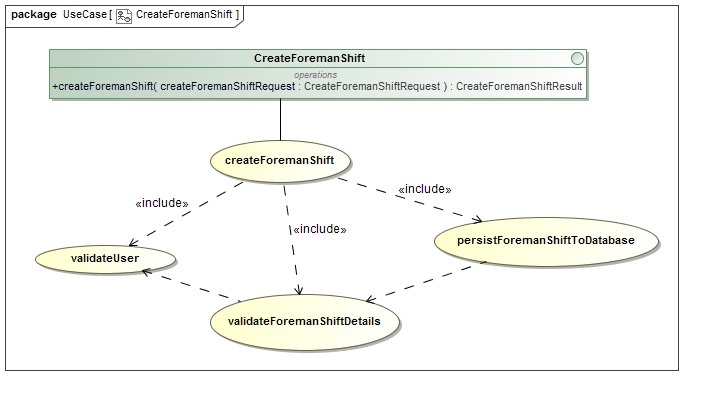 package UseCase [ CreateForemanShift ]
CreateForemanShift
operations
+createForemanShift( createForemanShiftRequest : CreateForemanShiftRequest ) : CreateForemanShiftResult
createForemanShift
«include»
«include»
«include»
persistForemanShiftToDatabase
validateUser
validateForemanShiftDetails